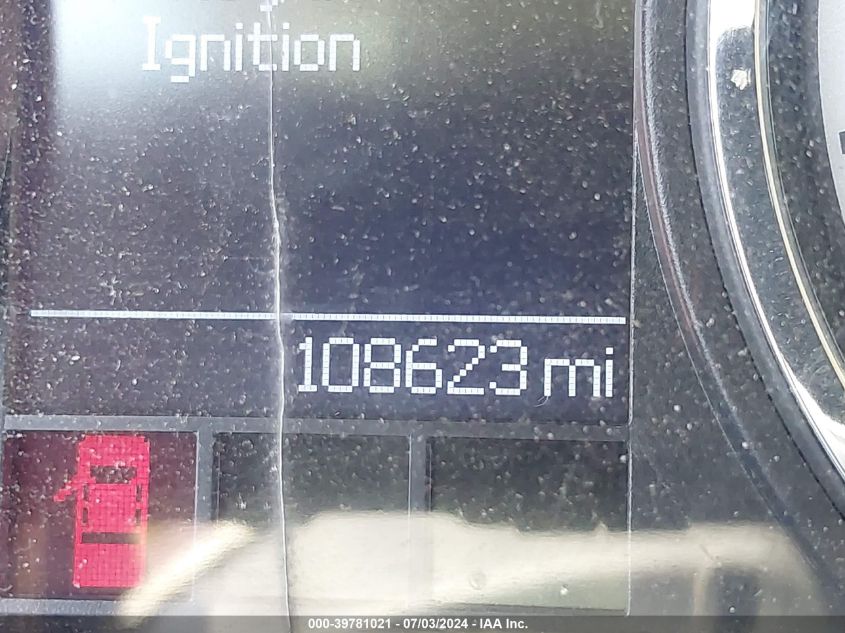 Ignition
108623 mi
000-39781021 - 07/03/2024 - IAA Inc.